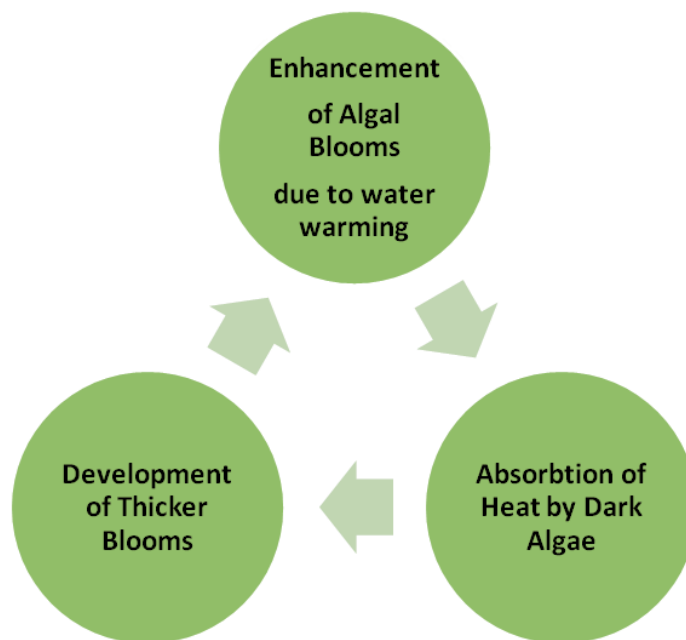 Enhancement
of Algal
Blooms
due to water
warming
Absorbtion of
Heat by Dark
Algae
Development
of Thicker
Blooms